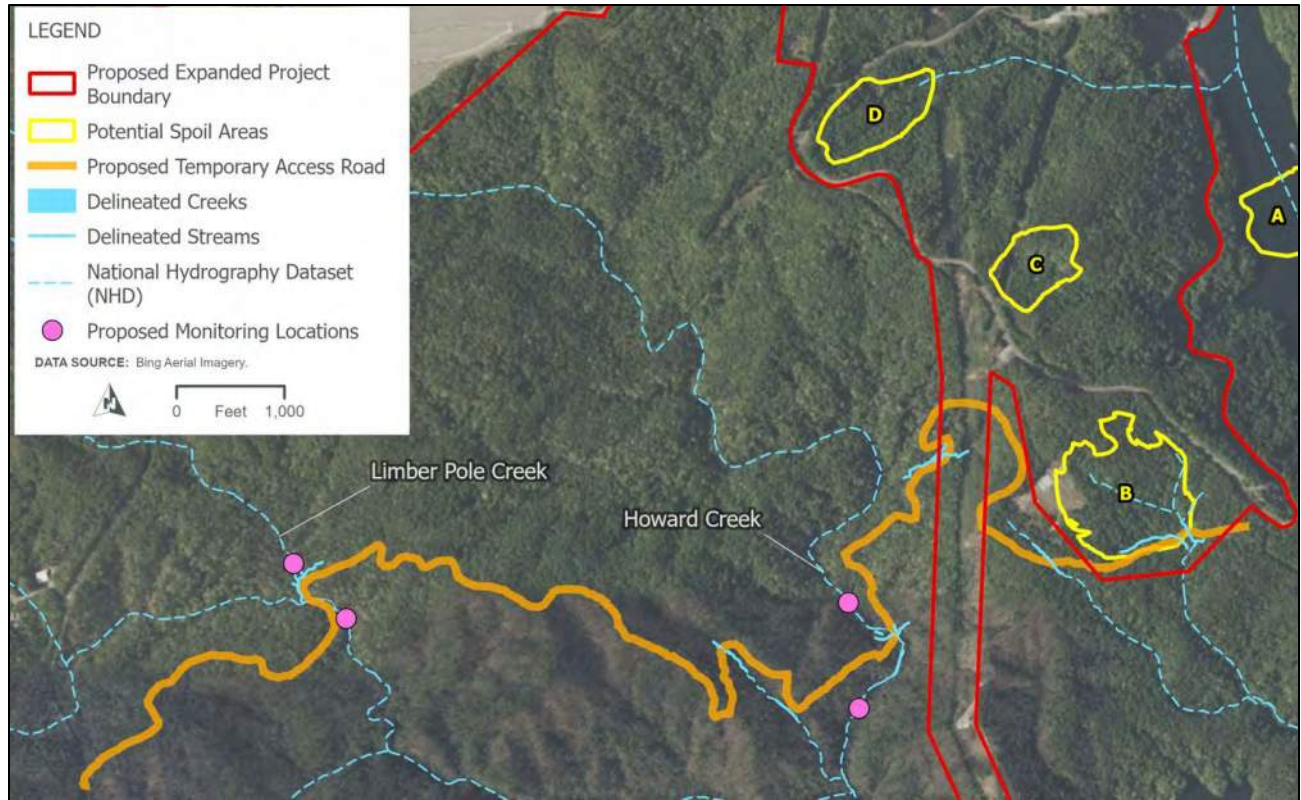 LEGEND
Proposed Expanded Project
Boundary
Potential Spoil Areas
Proposed Temporary Access Road
Delineated Creeks
Delineated Streams
National Hydrography Dataset
(NHD)
Proposed Monitoring Locations
DATA SOURCE: Bing Aerial Imagery.
N
0 Feet 1,000
D
A
C
B
Limber Pole Creek
Howard Creek